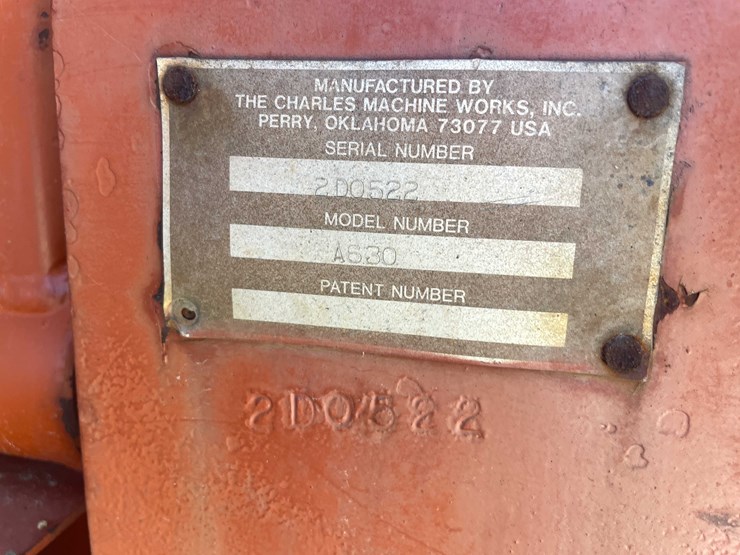 MANUFACTURED BY
THE CHARLES MACHINE WORKS, INC.
PERRY, OKLAHOMA 73077 USA
SERIAL NUMBER
2D0522
MODEL NUMBER
A530
PATENT NUMBER
2D0522